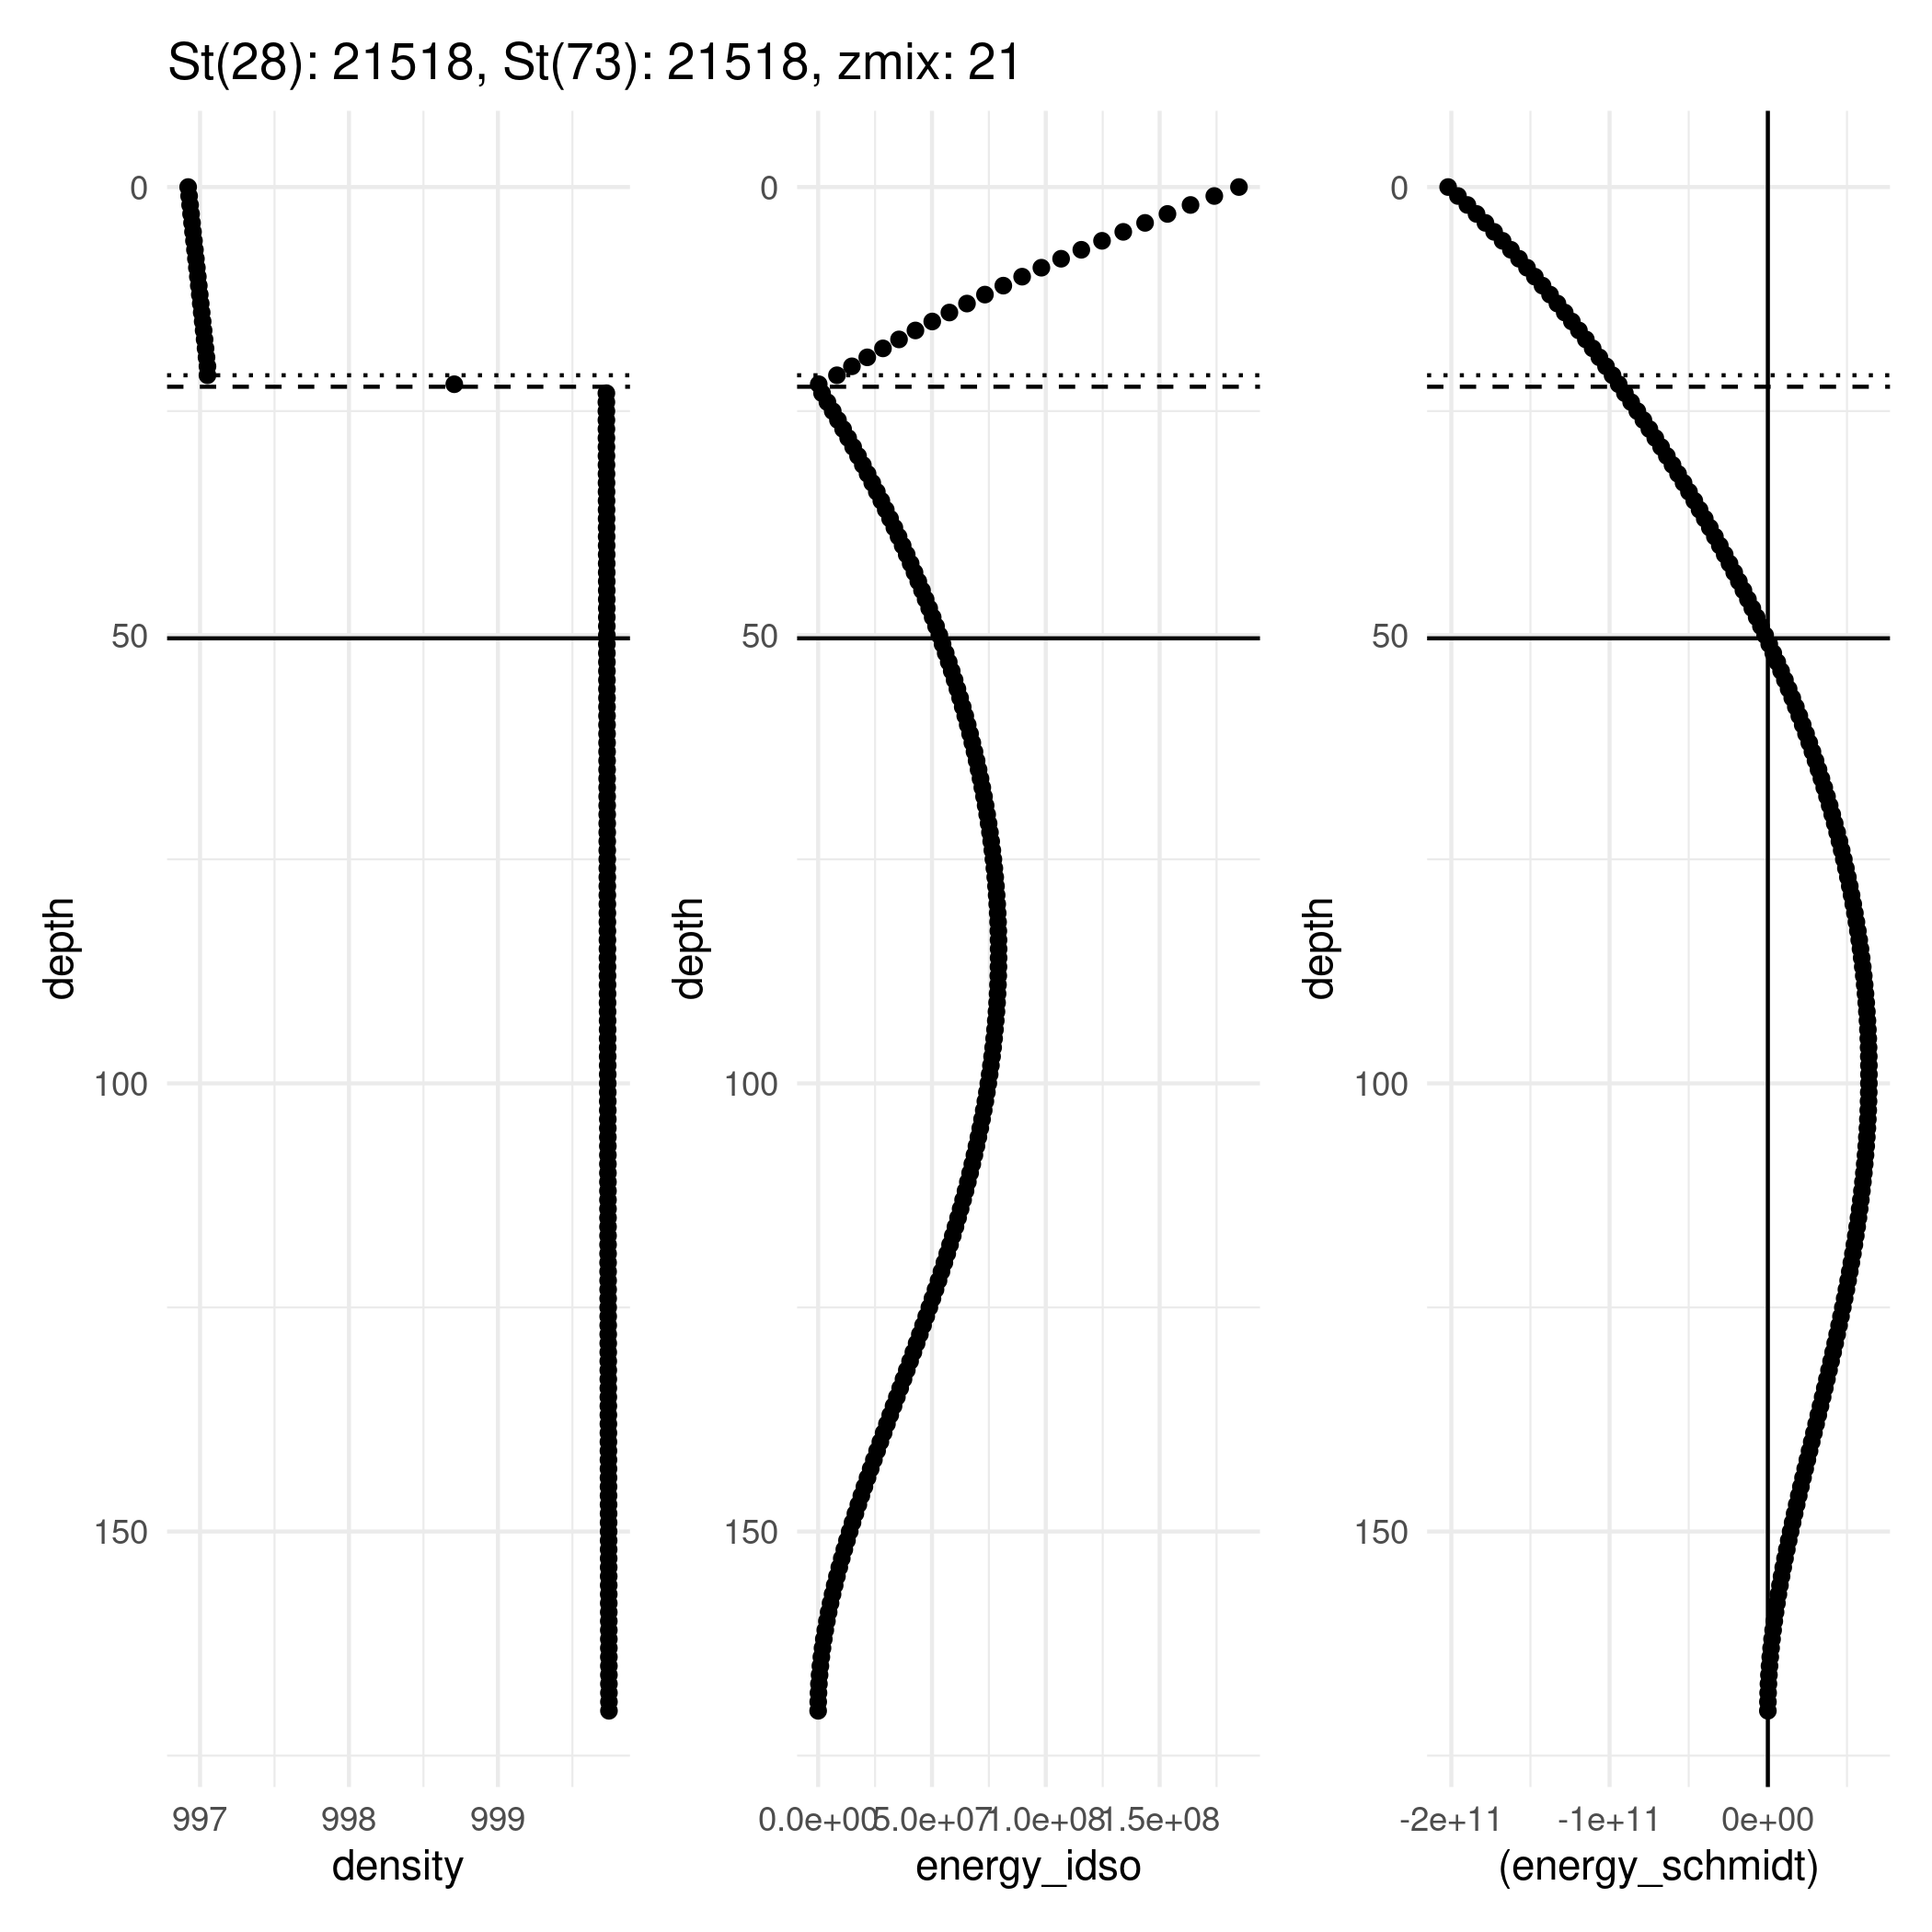 St(28): 21518, St(73): 21518, zmix: 21
0
50
100
150
depth
997 998 999
density
0
50
100
150
depth
0.0e+00 5.0e+07 1.0e+08 1.5e+08
energy_idso
0
50
100
150
depth
-2e+11 -1e+11 0e+00
(energy_schmidt)